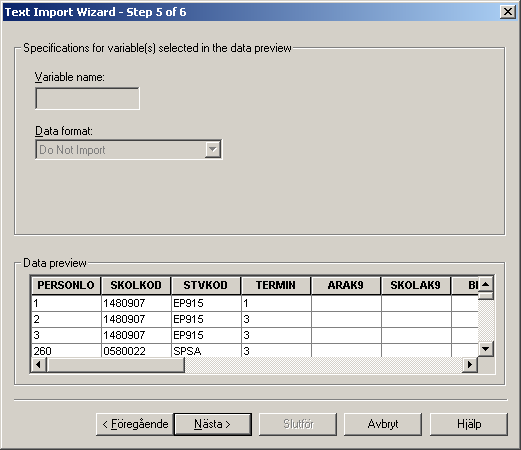 Text Import Wizard - Step 5 of 6
Specifications for variable(s) selected in the data preview
Variable name:
Data format:
Do Not Import
Data preview
PERSONLO SKOLKOD STVKOD TERMIN ARAK9 SKOLAK9
1 1480907 EP915 1
2 1480907 EP915 3
3 1480907 EP915 3
260 0580022 SPSA 3
< Föregående Nästa > Slutför Avbryt Hjälp